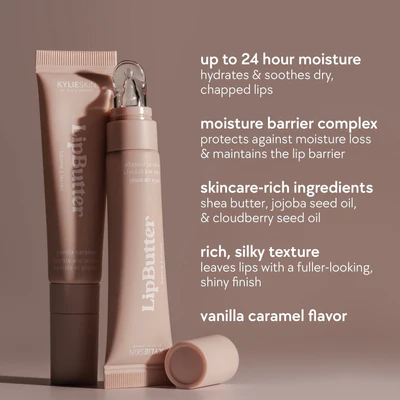 up to 24 hour moisture
hydrates & soothes dry,
chapped lips
moisture barrier complex
protects against moisture loss
& maintains the lip barrier
skincare-rich ingredients
shea butter, jojoba seed oil,
& cloudberry seed oil
rich, silky texture
leaves lips with a fuller-looking,
shiny finish
vanilla caramel flavor
KYLIESKIN
LipButter
LipButter
KYLIESKIN